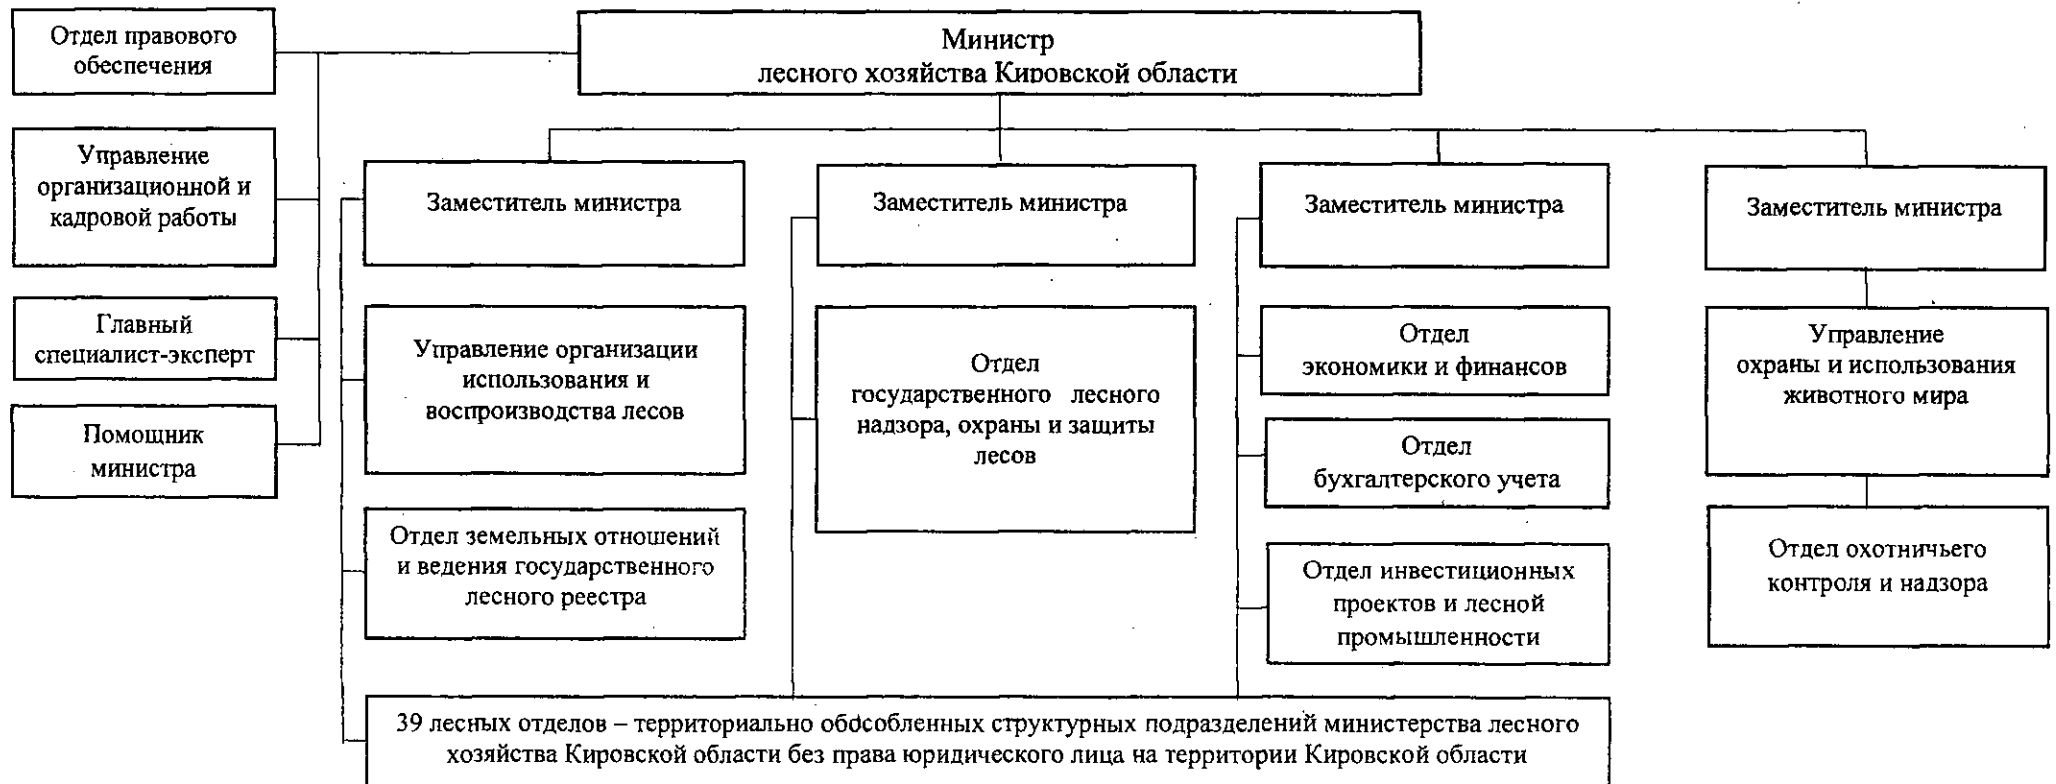 Отдел правового
обеспечения
Министр
лесного хозяйства Кировской области
Управление
организационной и
кадровой работы
Главный
специалист-эксперт
Помощник
министра
Заместитель министра
Заместитель министра
Заместитель министра
Заместитель министра
Управление организации
использования и
воспроизводства лесов
Отдел земельных отношений
и ведения государственного
лесного реестра
Отдел
государственного лесного
надзора, охраны и защиты
лесов
Отдел
экономики и финансов
Отдел
бухгалтерского учета
Отдел инвестиционных
проектов и лесной
промышленности
Управление
охраны и использования
животного мира
Отдел охотничьего
контроля и надзора
39 лесных отделов – территориально обособленных структурных подразделений министерства лесного
хозяйства Кировской области без права юридического лица на территории Кировской области